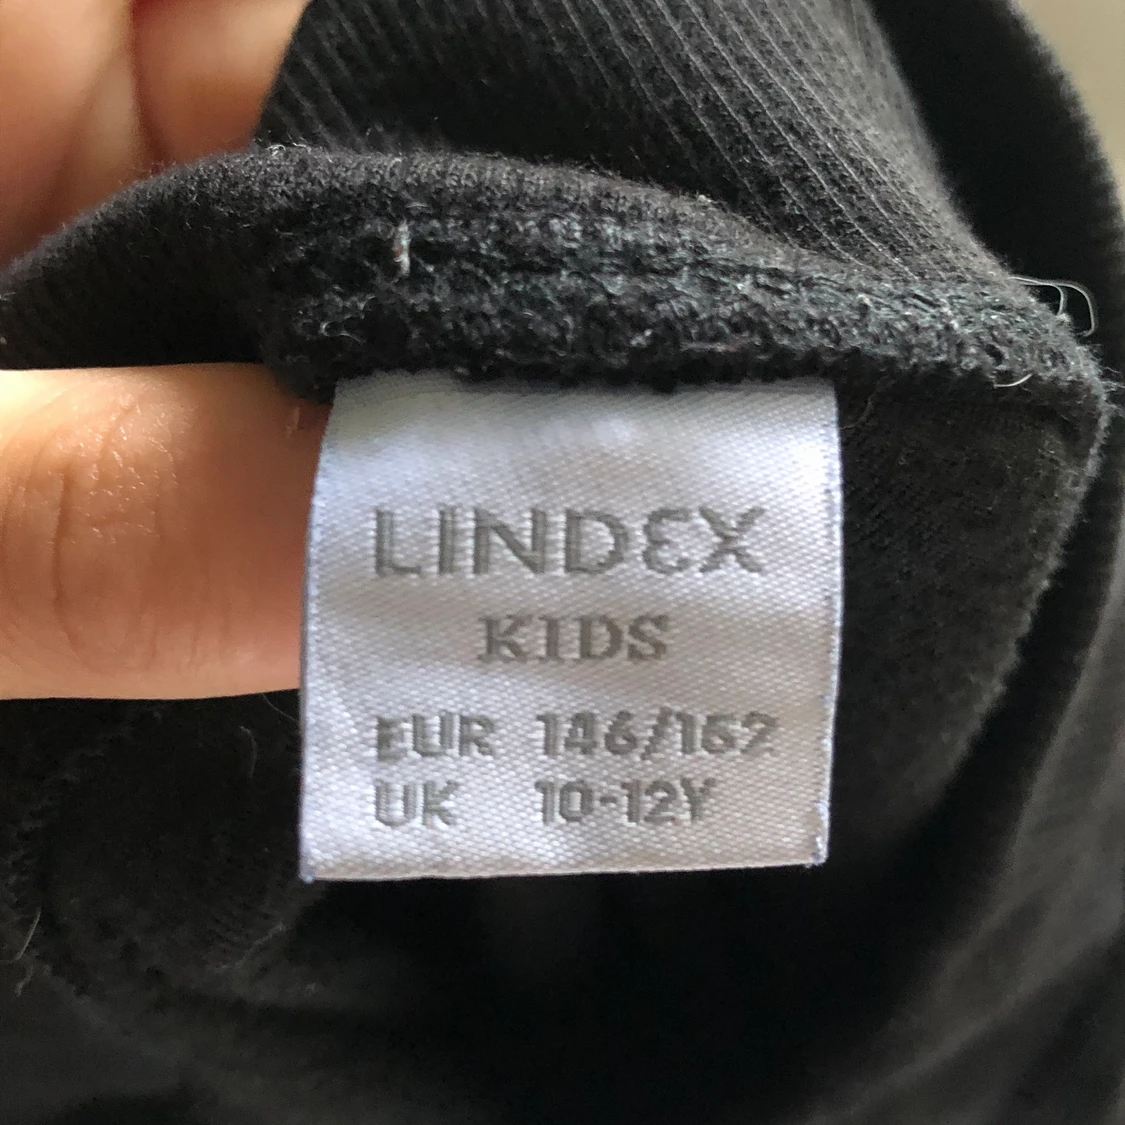 LINDEX
KIDS
EUR 146/152
UK 10-12Y